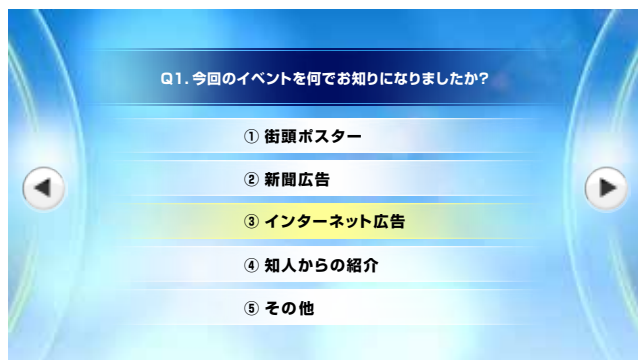 Q1.今回のイベントを何でお知りになりましたか?
① 街頭ポスター
② 新聞広告
③ インターネット広告
④ 知人からの紹介
⑤ その他